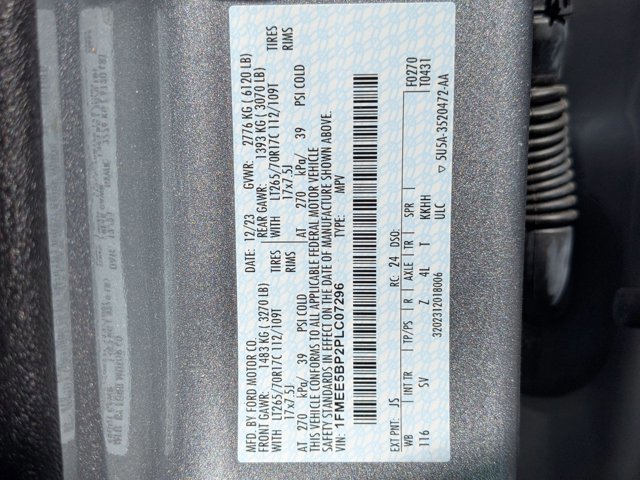 MFD. BY FORD MOTOR CO.
DATE: 12/23 GVWR: 2776 KG ( 6120 LB)
FRONT GAWR: 1483 KG ( 3270 LB) REAR GAWR: 1393 KG ( 3070 LB)
WITH LT265/70R17C 112/109T TIRES WITH LT265/70R17C 112/109T TIRES
17x7.5J RIMS 17x7.5J RIMS
AT 270 kPa/ 39 PSI COLD AT 270 kPa/ 39 PSI COLD
THIS VEHICLE CONFORMS TO ALL APPLICABLE FEDERAL MOTOR VEHICLE
SAFETY STANDARDS IN EFFECT ON THE DATE OF MANUFACTURE SHOWN ABOVE.
VIN: 1FMEE5BP2PLC07296 TYPE: MPV
F0270
T0431
EXT PNT: JS RC: 24 DSO:
WB INT TR TP/PS R AXLE TR SPR
116 SV Z 4L T KKHH
ULC
3202312018006
5U5A 3520472-AA